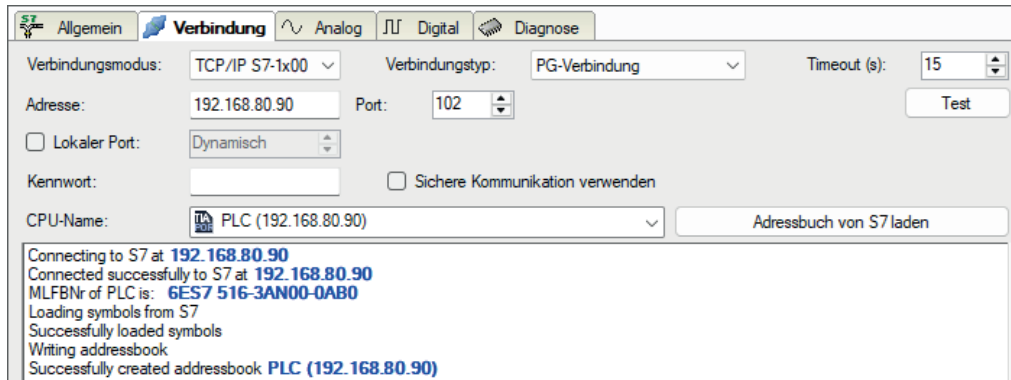 S7 Allgemein Verbindung Analog Digital Diagnose
Verbindungsmodus: TCP/IP S7-1x00 Verbindungstyp: PG-Verbindung Timeout (s): 15
Adresse: 192.168.80.90 Port: 102 Test
Lokaler Port: Dynamisch
Kennwort: Sichere Kommunikation verwenden
CPU-Name: PLC (192.168.80.90) Adressbuch von S7 laden
Connecting to S7 at 192.168.80.90
Connected successfully to S7 at 192.168.80.90
MLFBNr of PLC is: 6ES7 516-3AN00-0AB0
Loading symbols from S7
Successfully loaded symbols
Writing addressbook
Successfully created addressbook PLC (192.168.80.90)